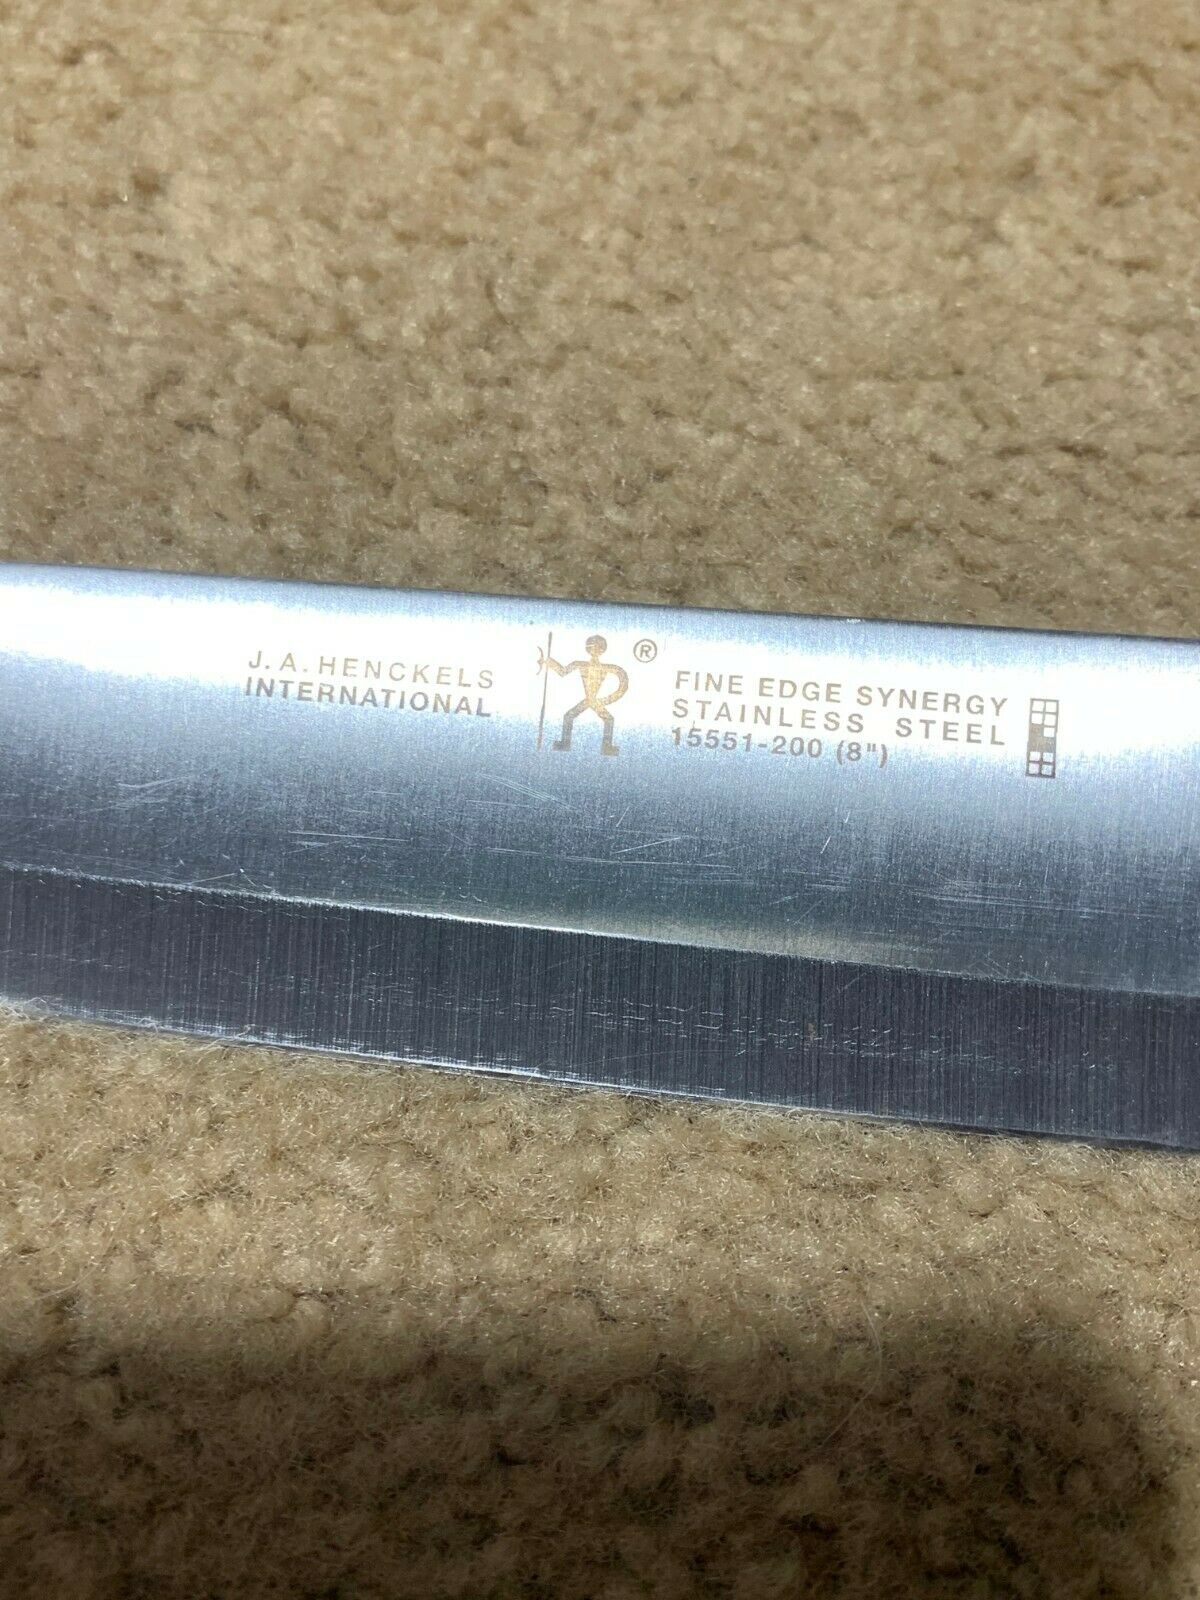 J. A. HENCKELS
INTERNATIONAL
®
FINE EDGE SYNERGY
STAINLESS STEEL
15551-200 (8")